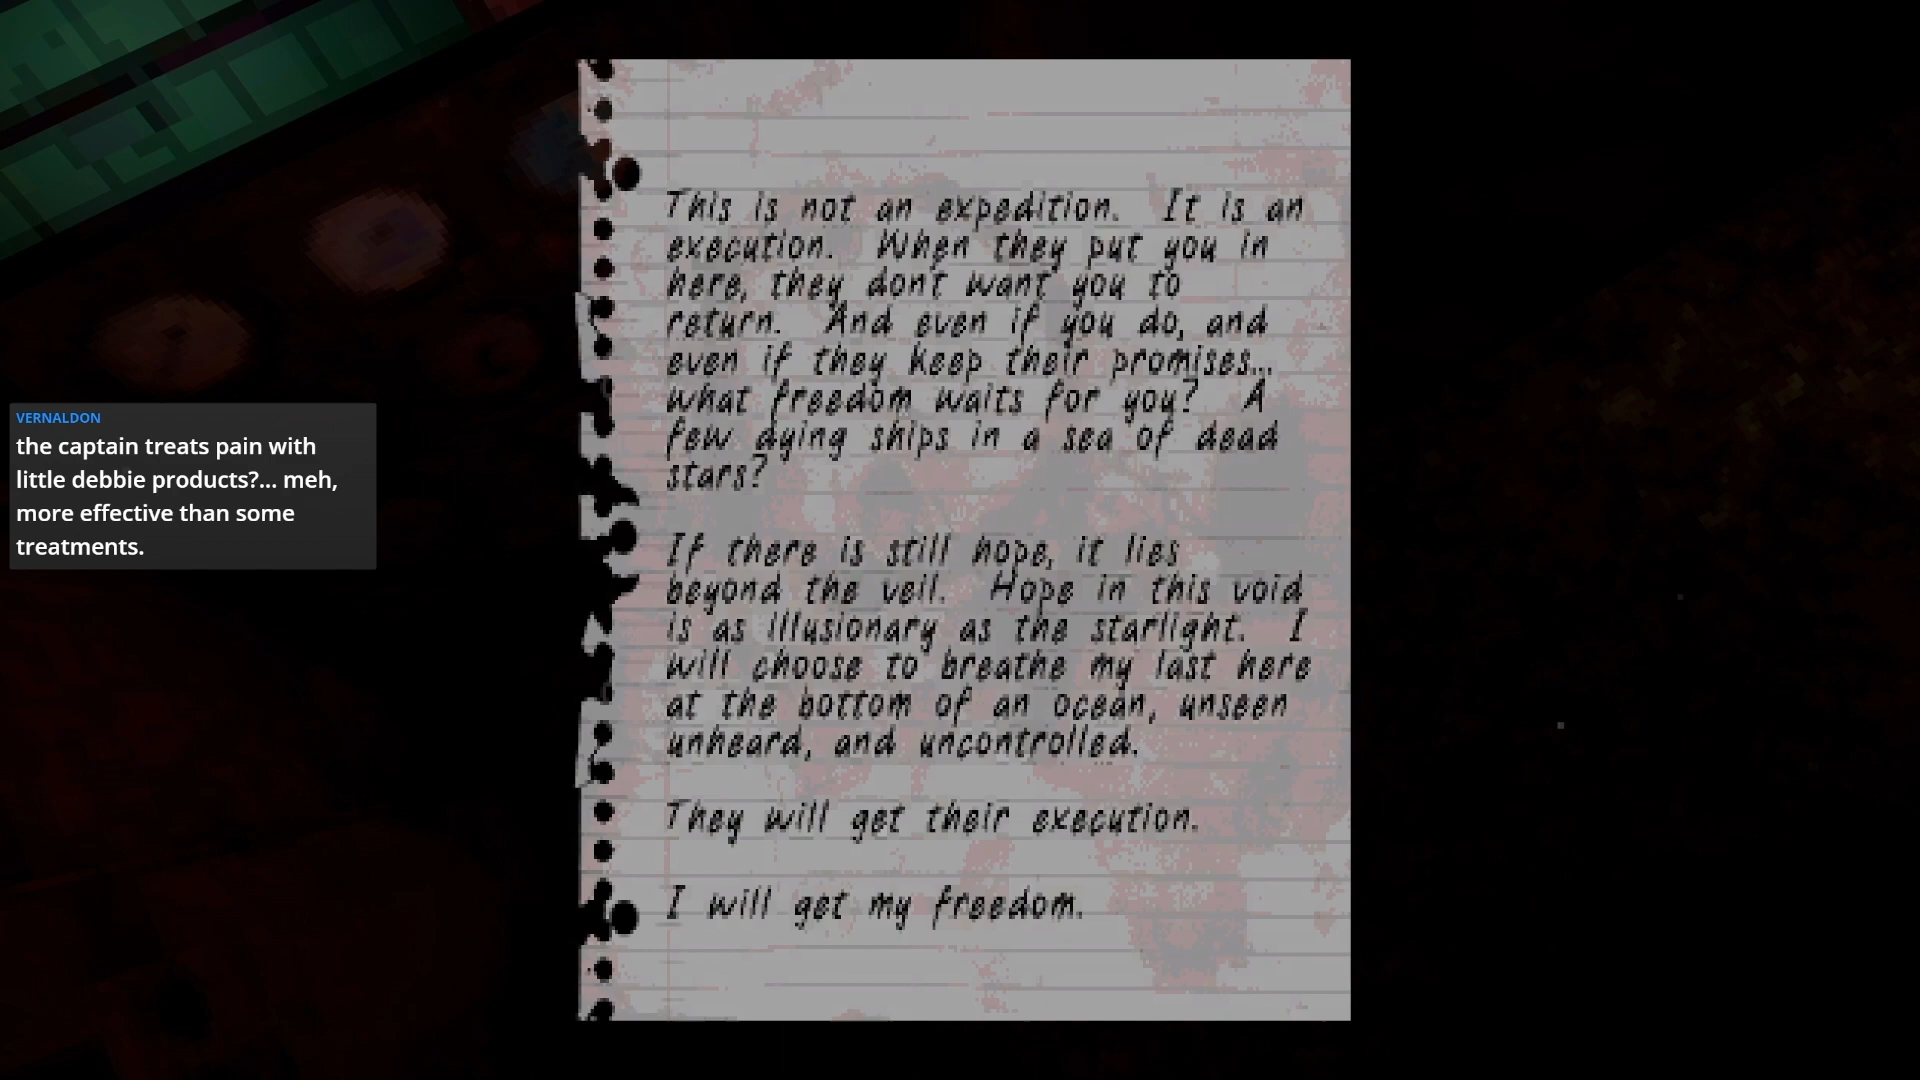 VERNALDON
the captain treats pain with
little debbie products?... meh,
more effective than some
treatments.
This is not an expedition. It is an
execution. When they put you in
here, they don't want you to
return. And even if you do, and
even if they keep their promises...
what freedom waits for you? A
few dying ships in a sea of dead
stars?
If there is still hope, it lies
beyond the veil. Hope in this void
is as illusionary as the starlight. I
will choose to breathe my last here
at the bottom of an ocean, unseen
unheard, and uncontrolled.
They will get their execution.
I will get my freedom.